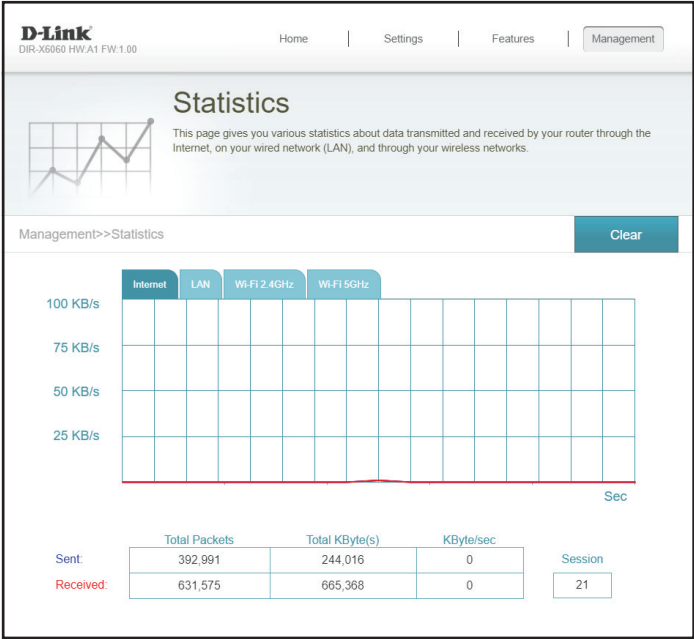 D-Link
DIR-X6060 HW:A1 FW:1.00
Home | Settings | Features | Management
Statistics
This page gives you various statistics about data transmitted and received by your router through the
Internet, on your wired network (LAN), and through your wireless networks.
Management>>Statistics
Clear
Internet LAN Wi-Fi 2.4GHz Wi-Fi 5GHz
100 KB/s
75 KB/s
50 KB/s
25 KB/s
Sec
Total Packets Total KByte(s) KByte/sec
Sent: 392,991 244,016 0 Session
Received: 631,575 665,368 0 21